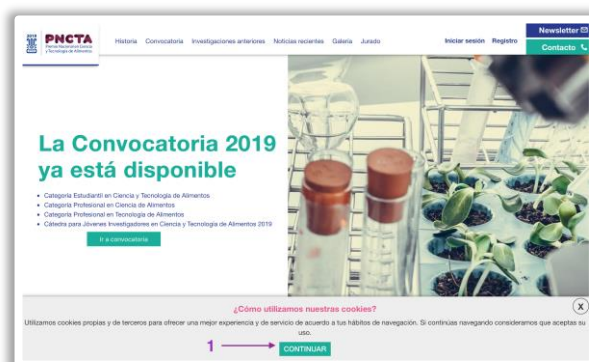 PNCTA
Premio Nacional en Ciencia
y Tecnología de Alimentos
Historia Convocatoria Investigaciones anteriores Noticias recientes Galería Jurado
Iniciar sesión Registro
Newsletter
Contacto
La Convocatoria 2019
ya está disponible
Categoría Estudiantil en Ciencia y Tecnología de Alimentos
Categoría Profesional en Ciencia de Alimentos
Categoría Profesional en Tecnología de Alimentos
Cátedra para Jóvenes Investigadores en Ciencia y Tecnología de Alimentos 2019
Ir a convocatoria
X
¿Cómo utilizamos nuestras cookies?
Utilizamos cookies propias y de terceros para ofrecer una mejor experiencia y de servicio de acuerdo a tus hábitos de navegación. Si continúas navegando consideramos que aceptas su
uso.
1
CONTINUAR